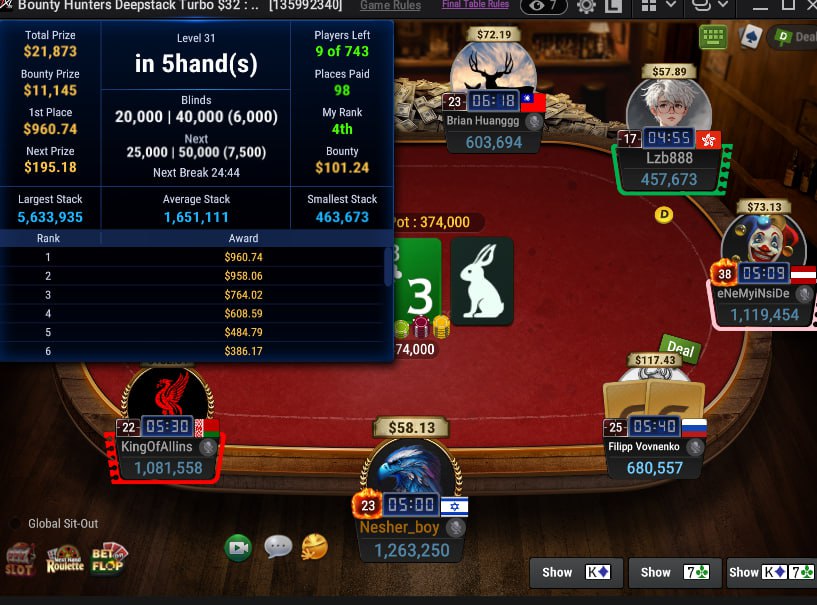 Bounty Hunters Deepstack Turbo $32 : .. [135992340] Game Rules Final Table Rules 7
Total Prize
$21,873
Bounty Prize
$11,145
1st Place
$960.74
Next Prize
$195.18
Level 31
in 5hand(s)
Blinds
20,000 | 40,000 (6,000)
Next
25,000 | 50,000 (7,500)
Next Break 24:44
Players Left
9 of 743
Places Paid
98
My Rank
4th
Bounty
$101.24
Largest Stack
5,633,935
Average Stack
1,651,111
Smallest Stack
463,673
Rank Award
1 $960.74
2 $958.06
3 $764.02
4 $608.59
5 $484.79
6 $386.17
$72.19
23 06:18
Brian Huanggg
603,694
Deal
$57.89
17 04:55
Lzb888
457,673
D
Pot : 374,000
3
74,000
$73.13
38 05:09
eNeMyiNsiDe
1,119,454
Deal
$117.43
25 05:40
Filipp Vovnenko
680,557
22 05:30
KingOfAllins
1,081,558
$58.13
23 05:00
Nesher_boy
1,263,250
Global Sit-Out
SLOT
Next Hand
Roulette
BET
FLOP
Show K♦
Show 7♣
Show K♦ 7♣